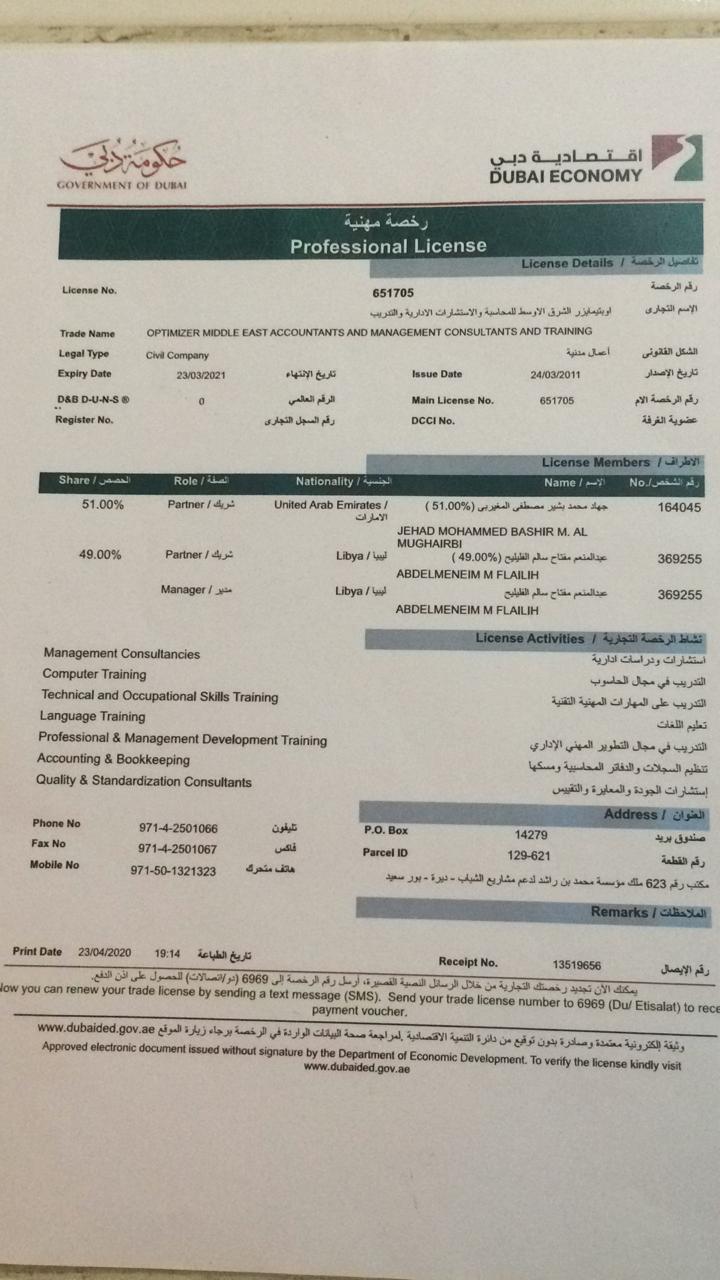 حكومة دبي
GOVERNMENT OF DUBAI
اقتصادية دبي
DUBAI ECONOMY
رخصة مهنية
Professional License
License Details / تفاصيل الرخصة
License No. 651705 رقم الرخصة
اوبتيمايزر الشرق الاوسط للمحاسبة والاستشارات الادارية والتدريب الإسم التجارى
Trade Name OPTIMIZER MIDDLE EAST ACCOUNTANTS AND MANAGEMENT CONSULTANTS AND TRAINING
Legal Type Civil Company أعمال مدنية الشكل القانونى
Expiry Date 23/03/2021 تاريخ الإنتهاء Issue Date 24/03/2011 تاريخ الإصدار
D&B D-U-N-S ® 0 الرقم العالمي Main License No. 651705 رقم الرخصة الام
Register No. رقم السجل التجارى DCCI No. عضوية الغرفة
License Members / الاطراف
Share / الحصص Role / الصفة Nationality / الجنسية Name / الاسم No./رقم الشخص
51.00% Partner / شريك United Arab Emirates / الامارات جهاد محمد بشير مصطفى المغيربى (51.00% ) 164045
JEHAD MOHAMMED BASHIR M. AL MUGHAIRBI
49.00% Partner / شريك Libya / ليبيا عبدالمنعم مفتاح سالم الفليليح (49.00% ) 369255
ABDELMENEIM M FLAILIH
Manager / مدير Libya / ليبيا عبدالمنعم مفتاح سالم الفليليح 369255
ABDELMENEIM M FLAILIH
License Activities / نشاط الرخصة التجارية
Management Consultancies استشارات ودراسات ادارية
Computer Training التدريب في مجال الحاسوب
Technical and Occupational Skills Training التدريب على المهارات المهنية التقنية
Language Training تعليم اللغات
Professional & Management Development Training التدريب في مجال التطوير المهني الإداري
Accounting & Bookkeeping تنظيم السجلات والدفاتر المحاسبية ومسكها
Quality & Standardization Consultants إستشارات الجودة والمعايرة والتقييس
Address / العنوان
Phone No 971-4-2501066 تليفون P.O. Box 14279 صندوق بريد
Fax No 971-4-2501067 فاكس Parcel ID 129-621 رقم القطعة
Mobile No 971-50-1321323 هاتف متحرك مكتب رقم 623 ملك مؤسسة محمد بن راشد لدعم مشاريع الشباب - ديرة - بور سعيد
Remarks / الملاحظات
Print Date 23/04/2020 19:14 تاريخ الطباعة Receipt No. 13519656 رقم الإيصال
يمكنك الآن تجديد رخصتك التجارية من خلال الرسائل النصية القصيرة، أرسل رقم الرخصة إلى 6969 (دو/اتصالات) للحصول على اذن الدفع.
Now you can renew your trade license by sending a text message (SMS). Send your trade license number to 6969 (Du/ Etisalat) to rece
payment voucher.
وثيقة إلكترونية معتمدة وصادرة بدون توقيع من دائرة التنمية الاقتصادية .لمراجعة صحة البيانات الواردة في الرخصة برجاء زيارة الموقع www.dubaided.gov.ae
Approved electronic document issued without signature by the Department of Economic Development. To verify the license kindly visit
www.dubaided.gov.ae